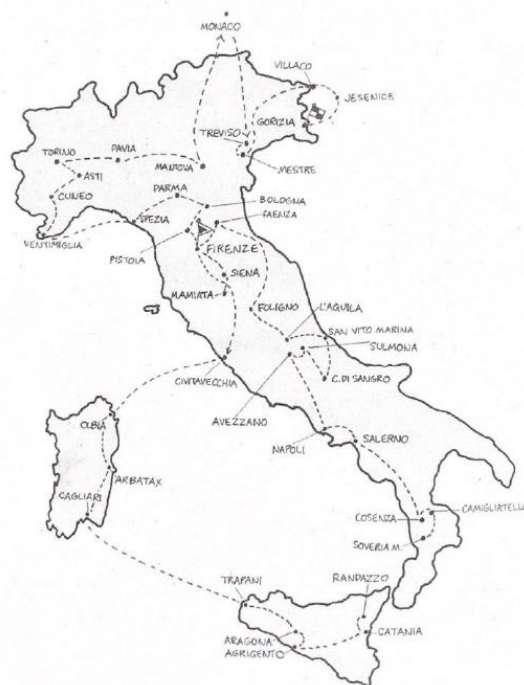 MONACO
VILLACO
JESENICE
GORIZIA
TREVISO
MESTRE
TORINO
PAVIA
MANTOVA
ASTI
CUNEO
PARMA
BOLOGNA
FAENZA
SPEZIA
VENTIMIGLIA
PISTOIA
FIRENZE
SIENA
MAMIATA
FOLIGNO
L'AQUILA
SAN VITO MARINA
SULMONA
CIVITAVECCHIA
C. DI SANGRO
AVEZZANO
OLBIA
NAPOLI
SALERNO
ARBATAX
CAGLIARI
CAMIGLIATELLO
COSENZA
SOVERIA M.
TRAPANI
RANDAZZO
ARAGONA
CATANIA
AGRIGENTO